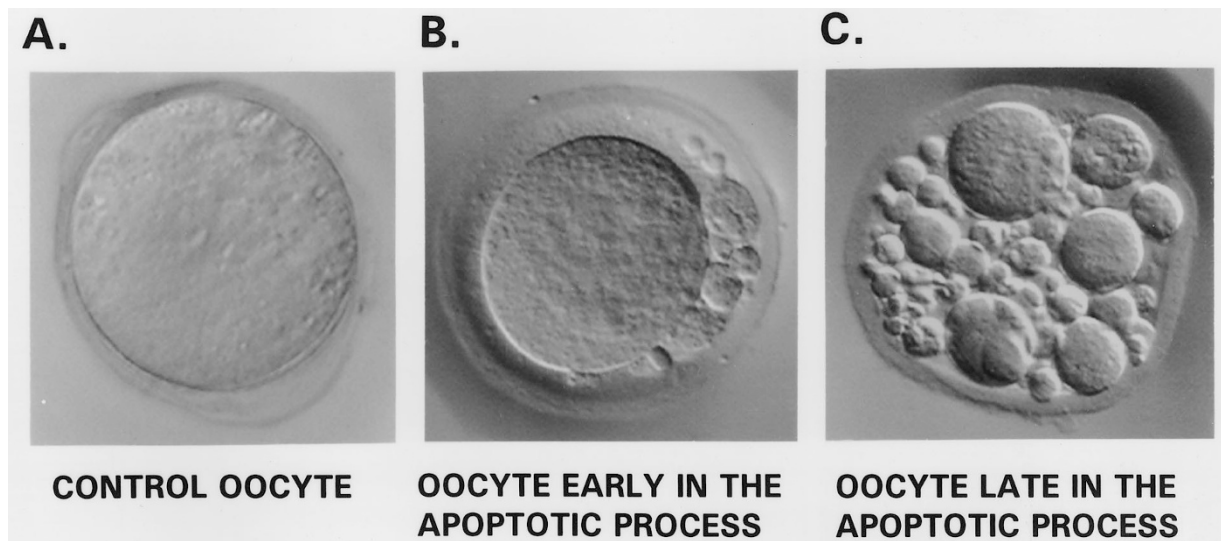 A.
B.
C.
CONTROL OOCYTE
OOCYTE EARLY IN THE
APOPTOTIC PROCESS
OOCYTE LATE IN THE
APOPTOTIC PROCESS